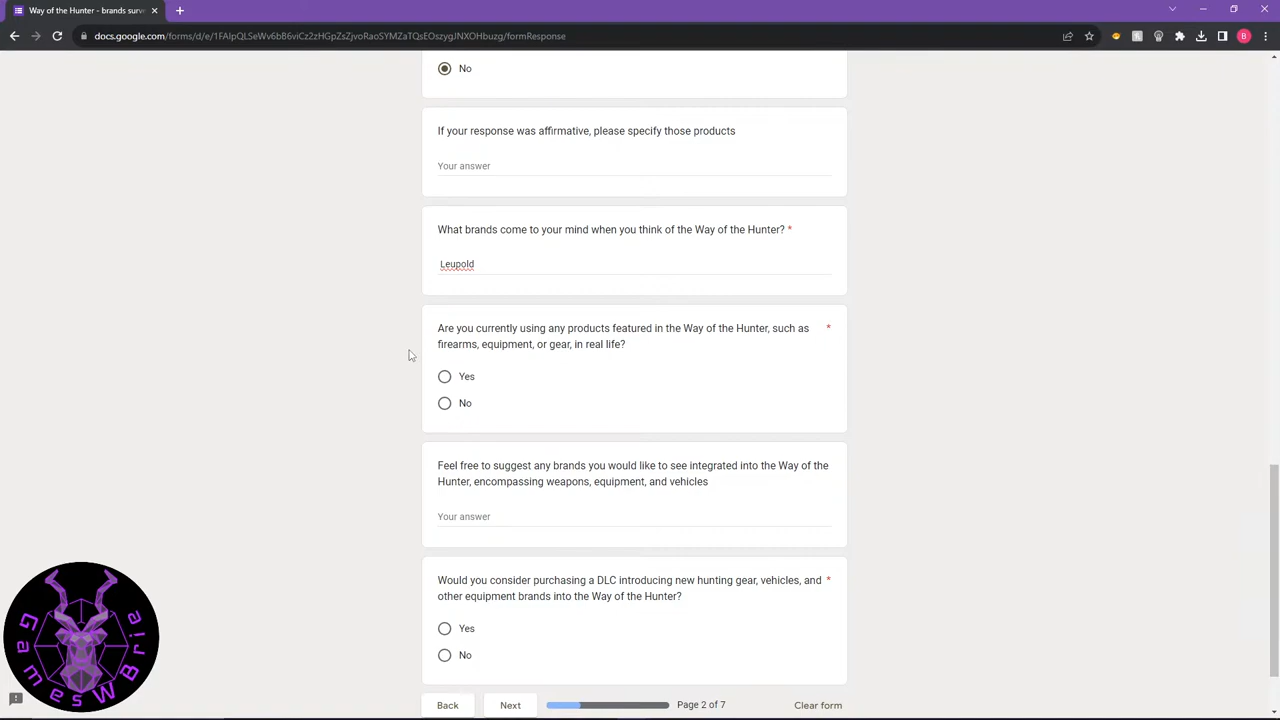 Way of the Hunter - brands surve
docs.google.com/forms/d/e/1FAIpQLSeWv6b86viCz2zHGpZsZjvoRaoSYMZaTQsEOszygJNXOHbuzg/formResponse
B
No
If your response was affirmative, please specify those products
Your answer
What brands come to your mind when you think of the Way of the Hunter? *
Leupold
Are you currently using any products featured in the Way of the Hunter, such as *
firearms, equipment, or gear, in real life?
Yes
No
Feel free to suggest any brands you would like to see integrated into the Way of the
Hunter, encompassing weapons, equipment, and vehicles
Your answer
Would you consider purchasing a DLC introducing new hunting gear, vehicles, and *
other equipment brands into the Way of the Hunter?
Yes
No
GamesWBrie
Back
Next
Page 2 of 7
Clear form